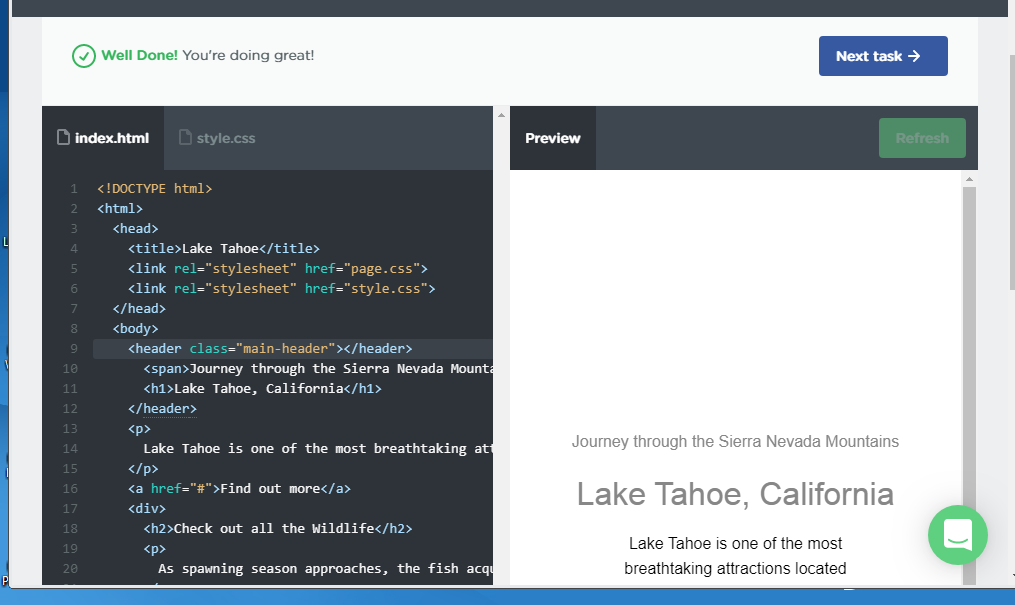 Well Done! You're doing great!
Next task →
index.html
style.css
Preview
Refresh
1 <!DOCTYPE html>
2 <html>
3 <head>
4 <title>Lake Tahoe</title>
5 <link rel="stylesheet" href="page.css">
6 <link rel="stylesheet" href="style.css">
7 </head>
8 <body>
9 <header class="main-header"></header>
10 <span>Journey through the Sierra Nevada Mounta
11 <h1>Lake Tahoe, California</h1>
12 </header>
13 <p>
14 Lake Tahoe is one of the most breathtaking att
15 </p>
16 <a href="#">Find out more</a>
17 <div>
18 <h2>Check out all the Wildlife</h2>
19 <p>
20 As spawning season approaches, the fish acqu
Journey through the Sierra Nevada Mountains
Lake Tahoe, California
Lake Tahoe is one of the most
breathtaking attractions located